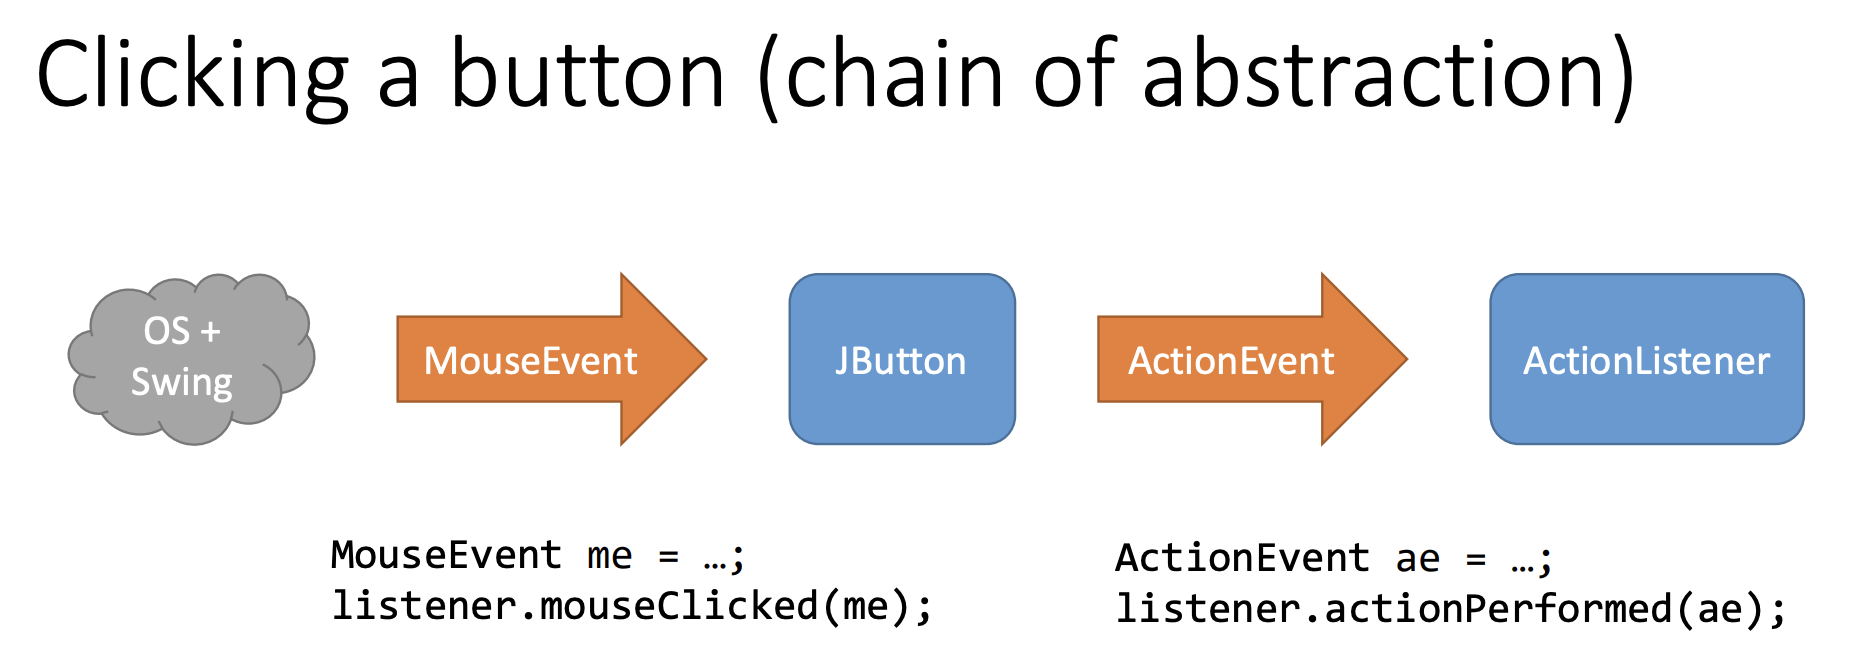 Clicking a button (chain of abstraction)
OS +
Swing
MouseEvent
JButton
ActionEvent
ActionListener
MouseEvent me = …;
listener.mouseClicked(me);
ActionEvent ae = …;
listener.actionPerformed(ae);